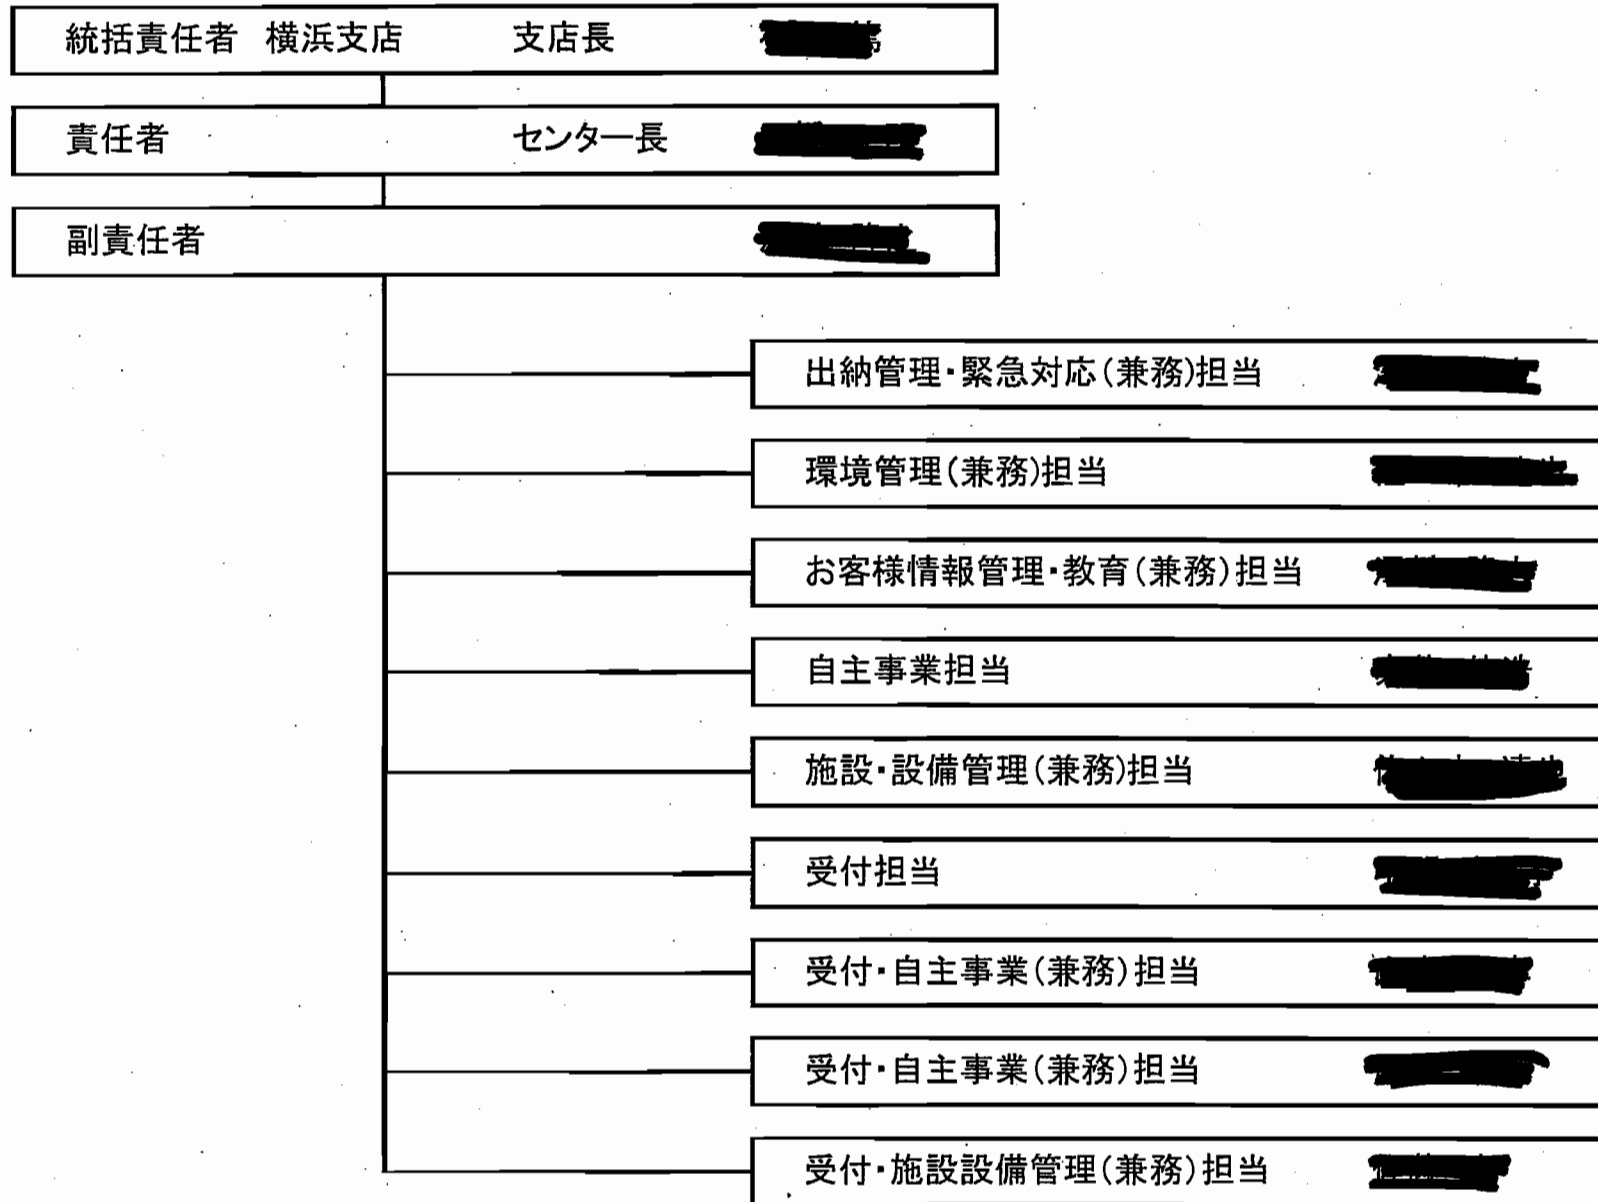 統括責任者 横浜支店 支店長
責任者 センター長
副責任者
出納管理・緊急対応(兼務)担当
環境管理(兼務)担当
お客様情報管理・教育(兼務)担当
自主事業担当
施設・設備管理(兼務)担当
受付担当
受付・自主事業(兼務)担当
受付・自主事業(兼務)担当
受付・施設設備管理(兼務)担当